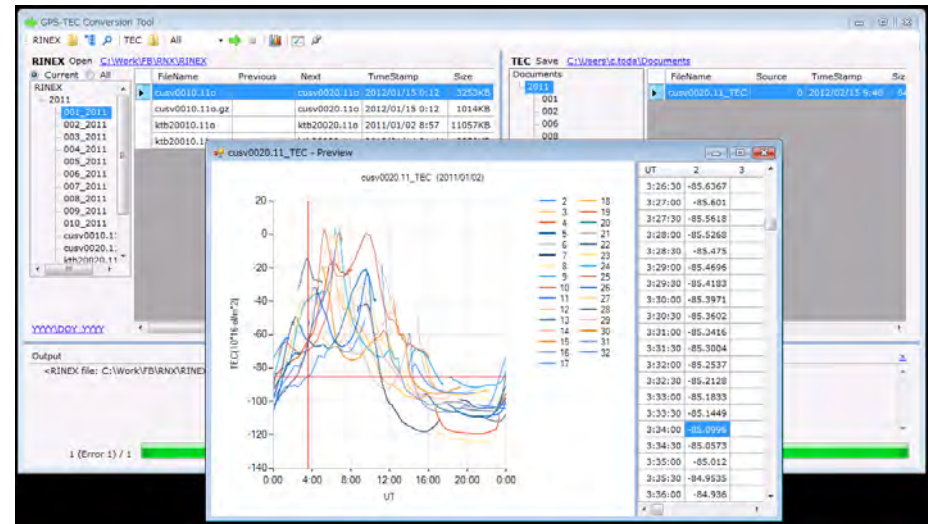 GPS-TEC Conversion Tool
RINEX TEC All
RINEX Open C:\Work\FB\RNX\RINEX
Current All
RINEX
2011
001_2011
002_2011
003_2011
004_2011
005_2011
006_2011
007_2011
008_2011
009_2011
010_2011
cusv0010.1
cusv0020.1
ktb20020.11
YYYY\DOY_YYYY
FileName Previous Next TimeStamp Size
cusv0010.11o cusv0020.11o 2012/01/15 0:12 3253KB
cusv0010.11o.gz cusv0020.11o 2012/01/15 0:12 1014KB
ktb20010.11o ktb20020.11o 2011/01/02 8:57 11057KB
TEC Save C:\Users\c.toda\Documents
Documents
2011
001
002
006
008
FileName Source TimeStamp
cusv0020.11_TEC 0 2012/02/15
Output
<RINEX file: C:\Work\FB\RNX\RINEX
1 (Error 1) / 1
cusv0020.11_TEC - Preview
cusv0020.11_TEC (2011/01/02)
TEC(10^16 el/m^2)
20
0
-20
-40
-60
-80
-100
-120
-140
0:00 4:00 8:00 12:00 16:00 20:00 0:00
UT
2 18
3 19
4 20
5 21
6 22
7 23
8 24
9 25
10 26
11 27
12 28
13 29
14 30
15 31
16 32
17
UT 2 3
3:26:30 -85.6367
3:27:00 -85.601
3:27:30 -85.5618
3:28:00 -85.5268
3:28:30 -85.475
3:29:00 -85.4696
3:29:30 -85.4183
3:30:00 -85.3971
3:30:30 -85.3602
3:31:00 -85.3416
3:31:30 -85.3004
3:32:00 -85.2537
3:32:30 -85.2128
3:33:00 -85.1833
3:33:30 -85.1449
3:34:00 -85.0996
3:34:30 -85.0573
3:35:00 -85.012
3:35:30 -84.9535
3:36:00 -84.936